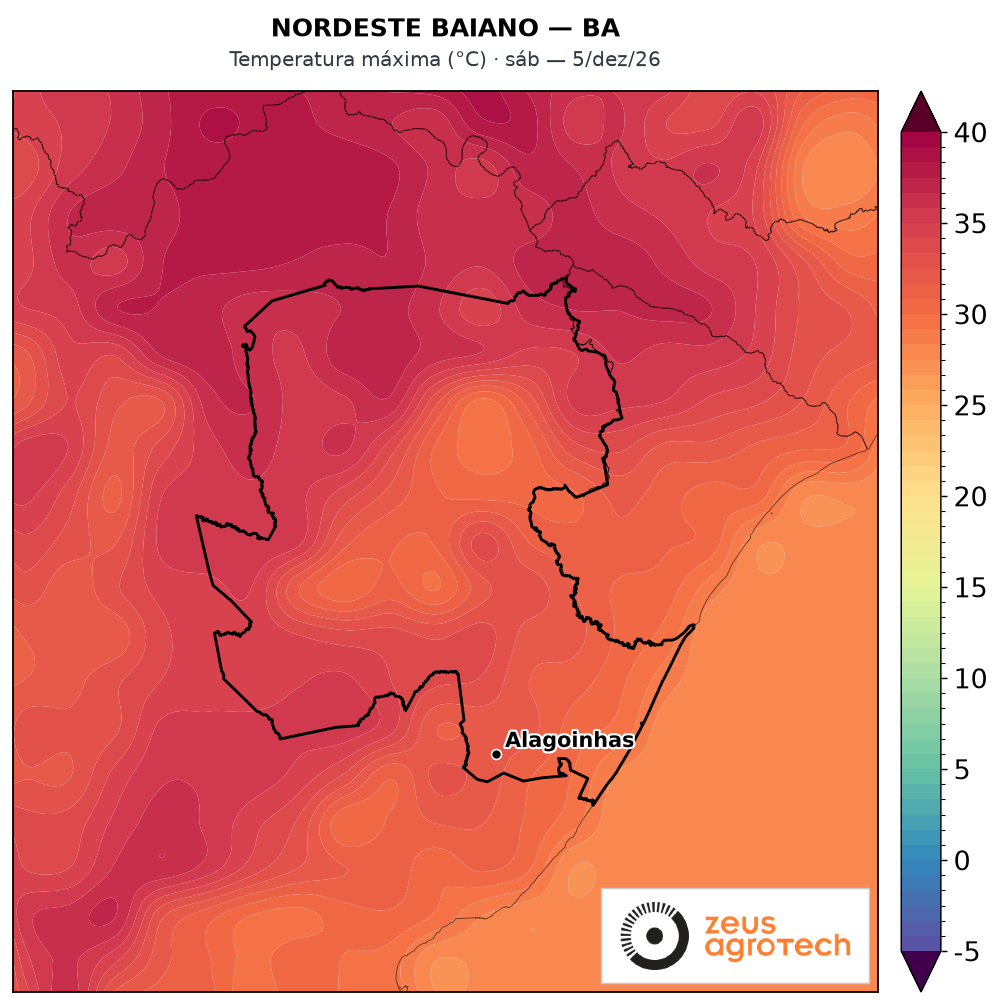 NORDESTE BAIANO — BA
Temperatura máxima (°C) · sáb — 5/dez/26
40
35
30
25
20
15
10
5
0
-5
Alagoinhas
zeus
agrotech